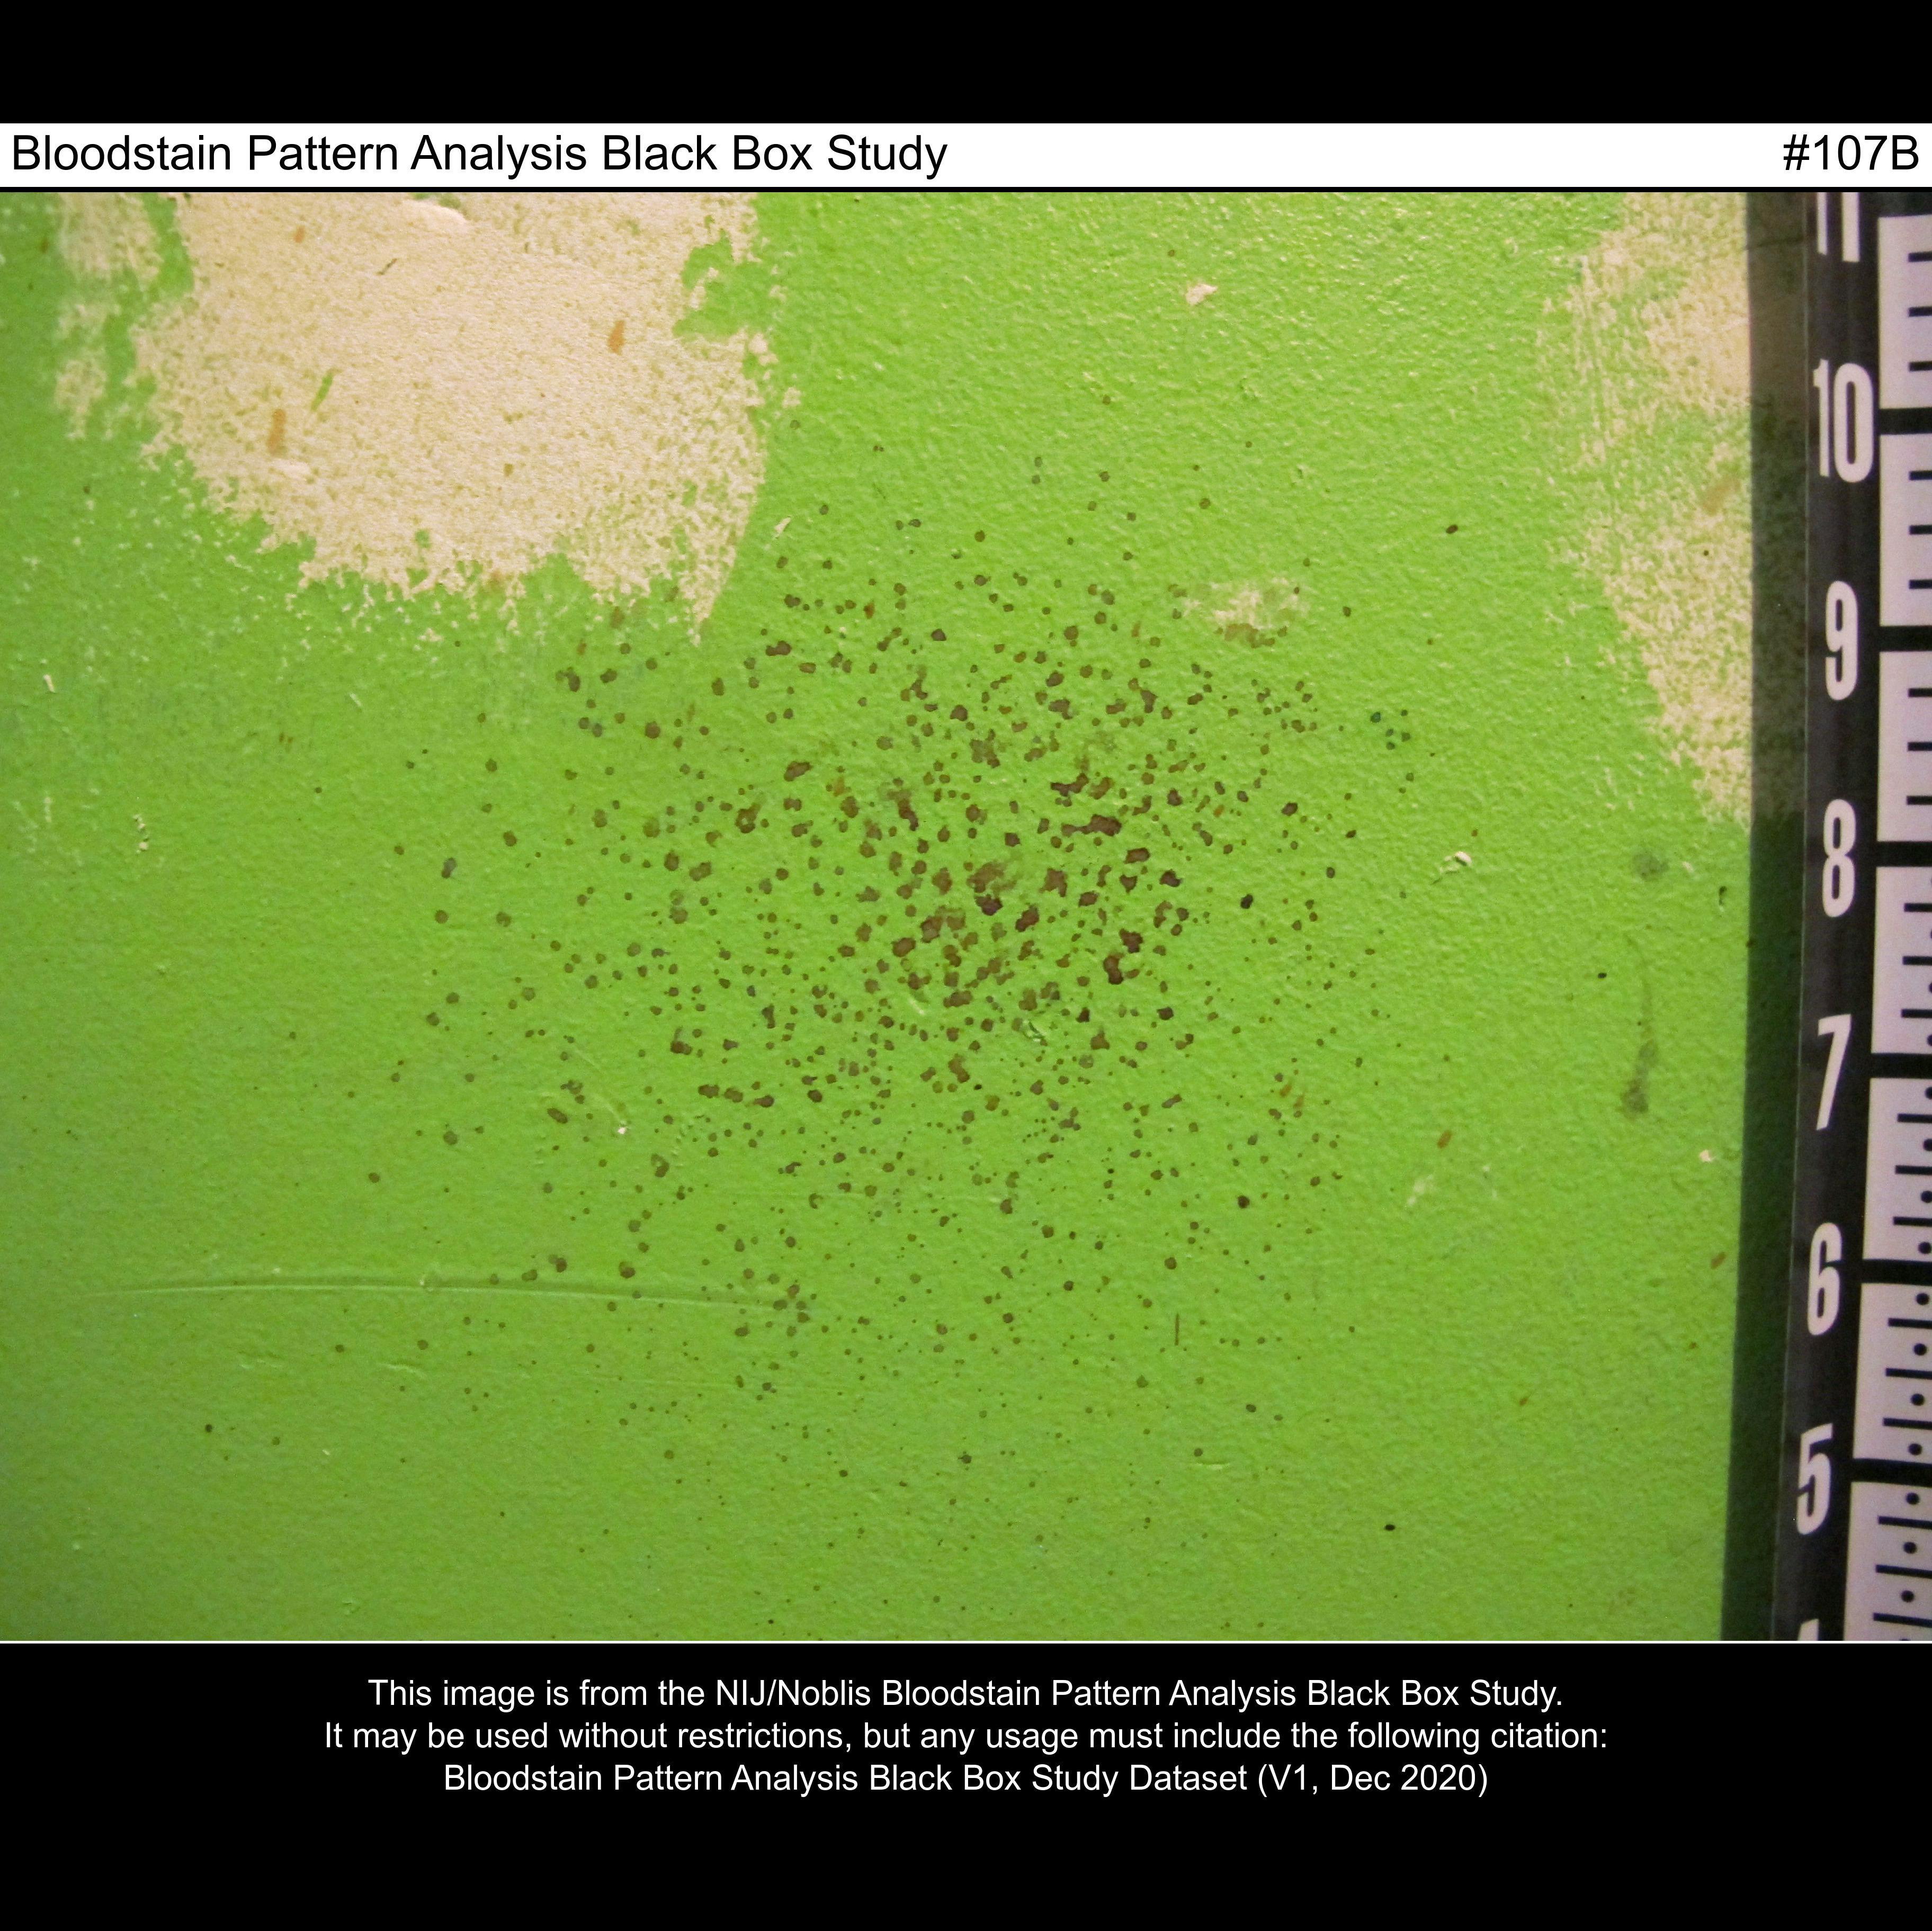 Bloodstain Pattern Analysis Black Box Study #107B
11
10
9
8
7
6
5
This image is from the NIJ/Noblis Bloodstain Pattern Analysis Black Box Study.
It may be used without restrictions, but any usage must include the following citation:
Bloodstain Pattern Analysis Black Box Study Dataset (V1, Dec 2020)